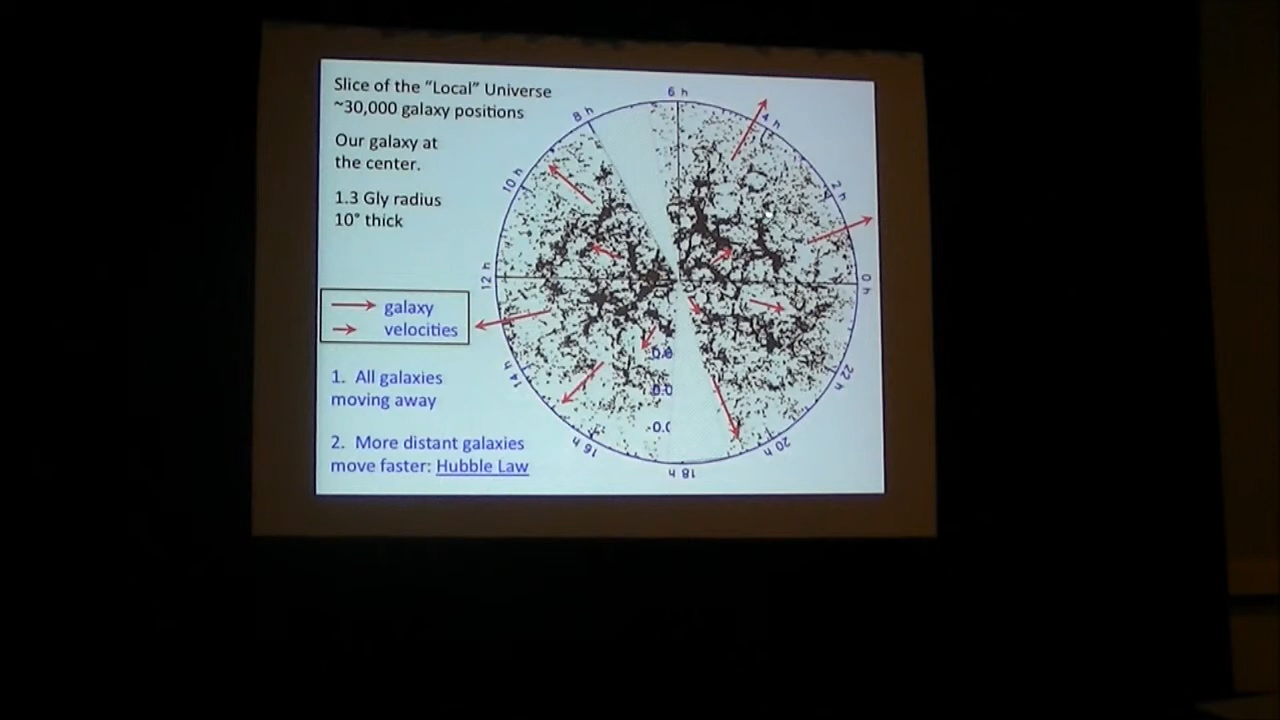 Slice of the “Local” Universe
~30,000 galaxy positions
Our galaxy at
the center.
1.3 Gly radius
10° thick
galaxy
velocities
1. All galaxies
moving away
2. More distant galaxies
move faster: Hubble Law
6 h
4 h
2 h
0 h
22 h
20 h
18 h
16 h
14 h
12 h
10 h
8 h